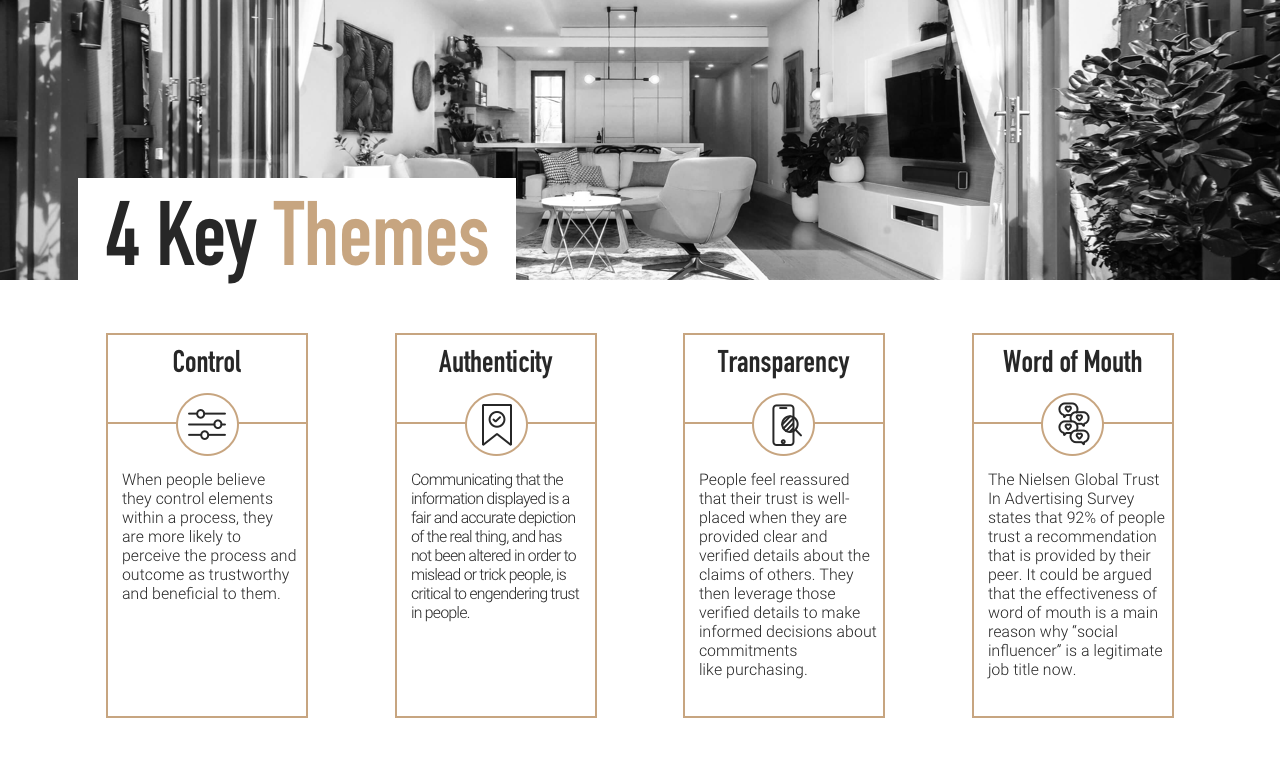 4 Key Themes
Control
When people believe
they control elements
within a process, they
are more likely to
perceive the process and
outcome as trustworthy
and beneficial to them.
Authenticity
Communicating that the
information displayed is a
fair and accurate depiction
of the real thing, and has
not been altered in order to
mislead or trick people, is
critical to engendering trust
in people.
Transparency
People feel reassured
that their trust is well-
placed when they are
provided clear and
verified details about the
claims of others. They
then leverage those
verified details to make
informed decisions about
commitments
like purchasing.
Word of Mouth
The Nielsen Global Trust
In Advertising Survey
states that 92% of people
trust a recommendation
that is provided by their
peer. It could be argued
that the effectiveness of
word of mouth is a main
reason why “social
influencer” is a legitimate
job title now.